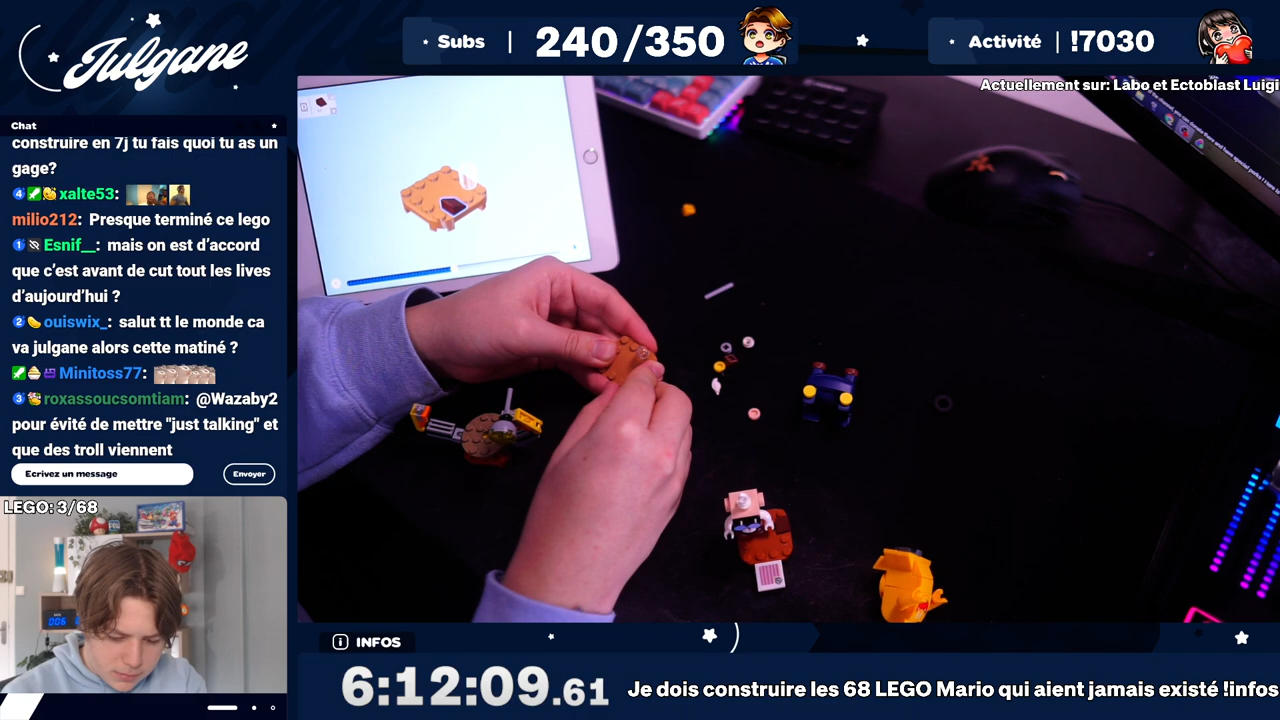 Julgane
Subs | 240/350
Activité | !7030
Actuellement sur: Labo et Ectoblast Luigi
Chat
construire en 7j tu fais quoi tu as un
gage?
xalte53:
milio212: Presque terminé ce lego
Esnif__: mais on est d’accord
que c’est avant de cut tout les lives
d’aujourd’hui ?
ouiswix_: salut tt le monde ca
va julgane alors cette matiné ?
Minitoss77:
roxassoucsomtiam: @Wazaby2
pour évité de mettre "just talking" et
que des troll viennent
Ecrivez un message
Envoyer
LEGO: 3/68
INFOS
6:12:09.61
Je dois construire les 68 LEGO Mario qui aient jamais existé !infos